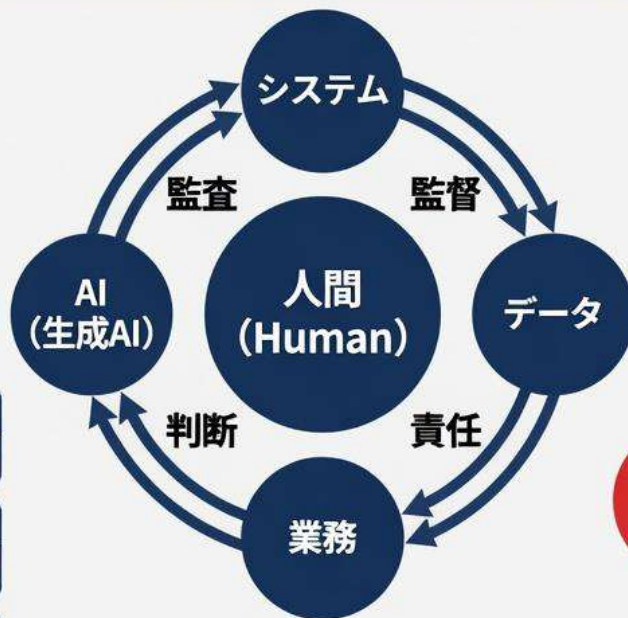 システム
監査
監督
AI
(生成AI)
人間
(Human)
データ
判断
責任
業務